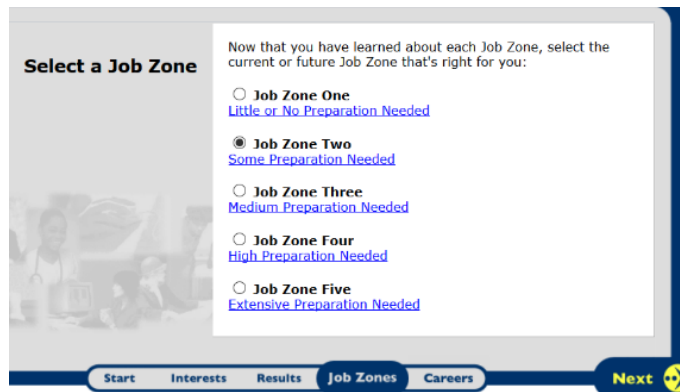 Select a Job Zone
Now that you have learned about each Job Zone, select the
current or future Job Zone that's right for you:
Job Zone One
Little or No Preparation Needed
Job Zone Two
Some Preparation Needed
Job Zone Three
Medium Preparation Needed
Job Zone Four
High Preparation Needed
Job Zone Five
Extensive Preparation Needed
Start Interests Results Job Zones Careers Next